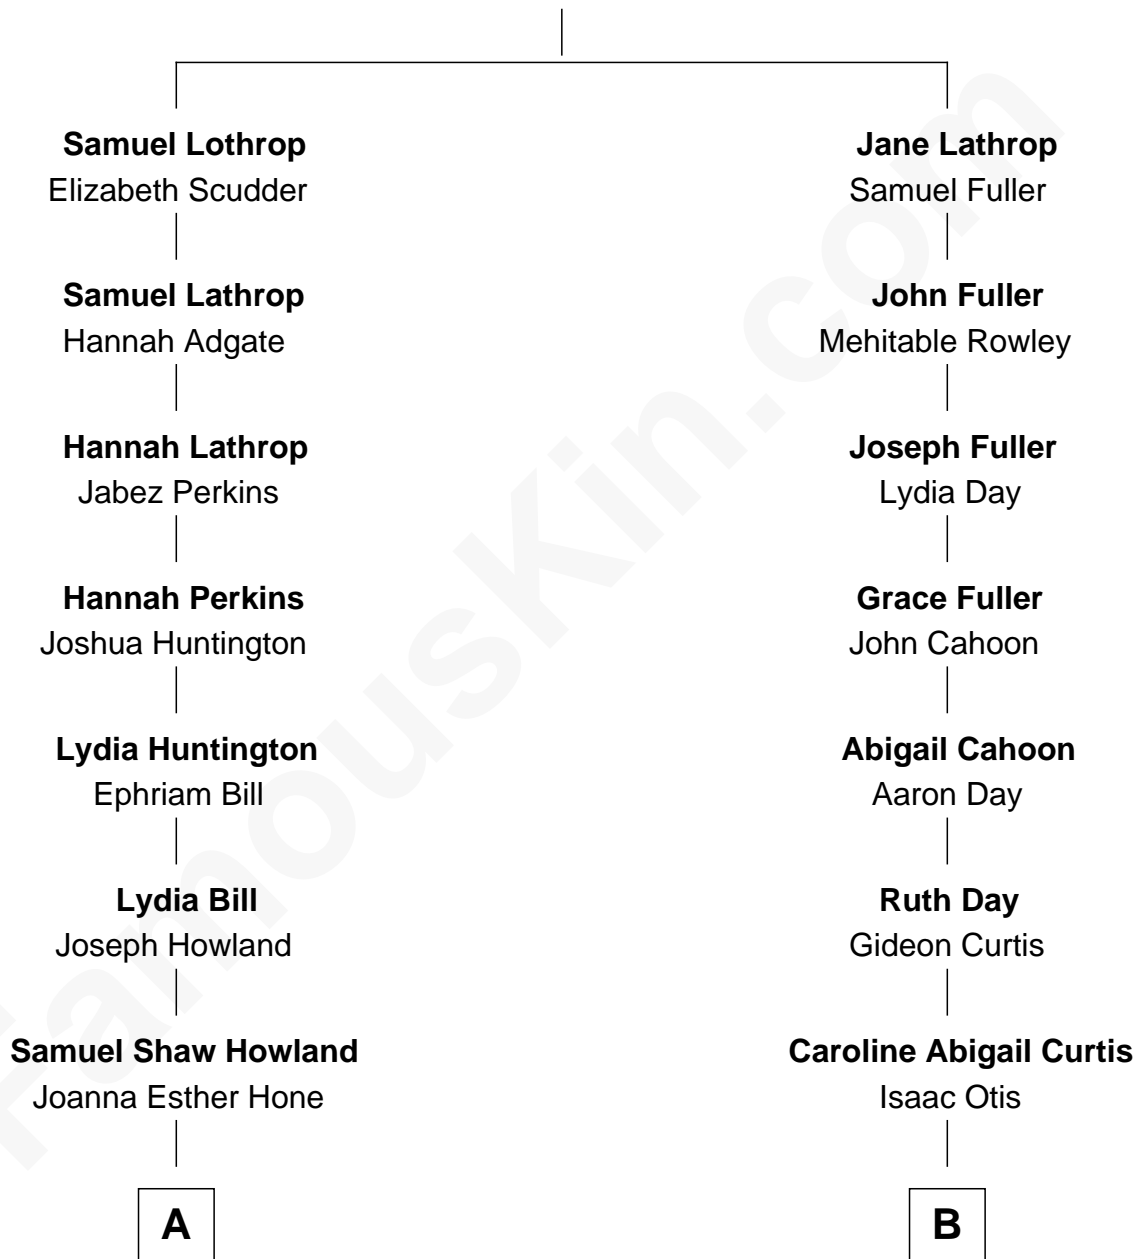 Samuel Lothrop
Elizabeth Scudder
Samuel Lathrop
Hannah Adgate
Hannah Lathrop
Jabez Perkins
Hannah Perkins
Joshua Huntington
Lydia Huntington
Ephriam Bill
Lydia Bill
Joseph Howland
Samuel Shaw Howland
Joanna Esther Hone
A
Jane Lathrop
Samuel Fuller
John Fuller
Mehitable Rowley
Joseph Fuller
Lydia Day
Grace Fuller
John Cahoon
Abigail Cahoon
Aaron Day
Ruth Day
Gideon Curtis
Caroline Abigail Curtis
Isaac Otis
B
FamousKin.com